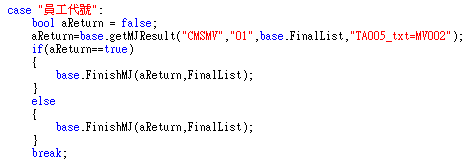 case "員工代號":
bool aReturn = false;
aReturn=base.getMJResult("CMSMV","01",base.FinalList,"TA005_txt=MV002");
if(aReturn==true)
{
base.FinishMJ(aReturn,FinalList);
}
else
{
base.FinishMJ(aReturn,FinalList);
}
break;